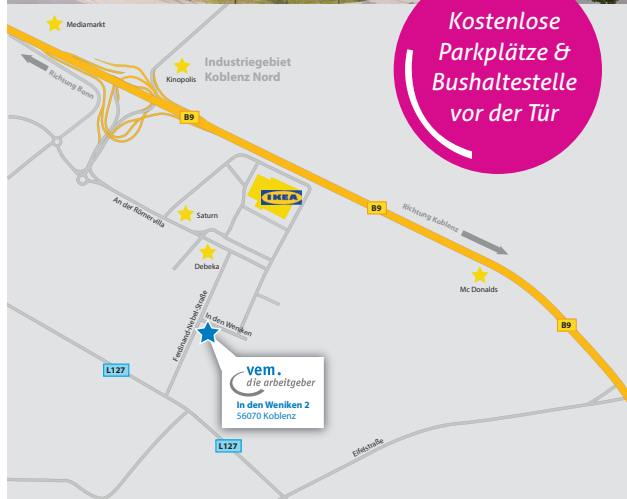 Kostenlose
Parkplätze &
Bushaltestelle
vor der Tür
Mediamarkt
Industriegebiet
Koblenz Nord
Kinopolis
Richtung Bonn
B9
IKEA
An der Römervilla
Saturn
B9
Richtung Koblenz
Debeka
Mc Donalds
Ferdinand-Nebel-Straße
In den Weniken
B9
L127
vem.
die arbeitgeber
In den Weniken 2
56070 Koblenz
L127
Eifelstraße